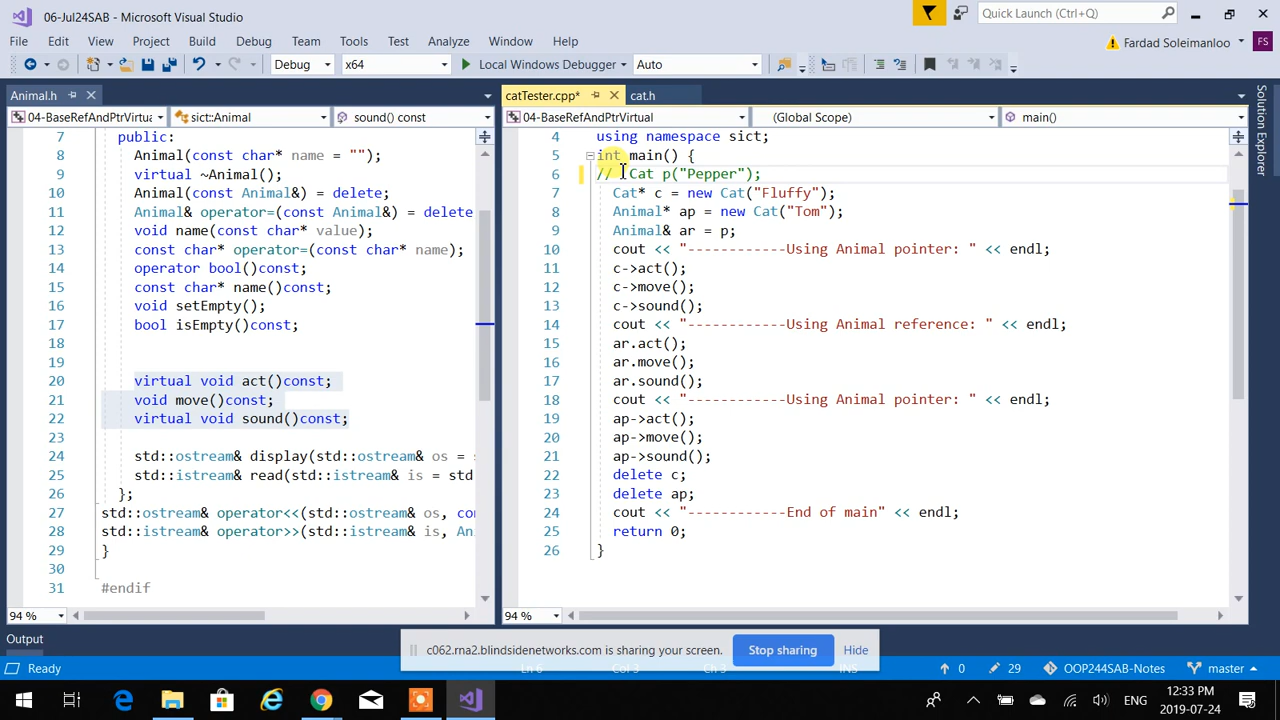 06-Jul24SAB - Microsoft Visual Studio
Quick Launch (Ctrl+Q)
File Edit View Project Build Debug Team Tools Test Analyze Window Help
Fardad Soleimanloo FS
Debug x64 Local Windows Debugger Auto
Animal.h
04-BaseRefAndPtrVirtua sict::Animal sound() const
7 public:
8 Animal(const char* name = "");
9 virtual ~Animal();
10 Animal(const Animal&) = delete;
11 Animal& operator=(const Animal&) = delete
12 void name(const char* value);
13 const char* operator=(const char* name);
14 operator bool()const;
15 const char* name()const;
16 void setEmpty();
17 bool isEmpty()const;
18
19
20 virtual void act()const;
21 void move()const;
22 virtual void sound()const;
23
24 std::ostream& display(std::ostream& os = s
25 std::istream& read(std::istream& is = std
26 };
27 std::ostream& operator<<(std::ostream& os, con
28 std::istream& operator>>(std::istream& is, Ani
29 }
30
31 #endif
94 %
catTester.cpp* cat.h
04-BaseRefAndPtrVirtual (Global Scope) main()
4 using namespace sict;
5 int main() {
6 // Cat p("Pepper");
7 Cat* c = new Cat("Fluffy");
8 Animal* ap = new Cat("Tom");
9 Animal& ar = p;
10 cout << "------------Using Animal pointer: " << endl;
11 c->act();
12 c->move();
13 c->sound();
14 cout << "------------Using Animal reference: " << endl;
15 ar.act();
16 ar.move();
17 ar.sound();
18 cout << "------------Using Animal pointer: " << endl;
19 ap->act();
20 ap->move();
21 ap->sound();
22 delete c;
23 delete ap;
24 cout << "------------End of main" << endl;
25 return 0;
26 }
94 %
Solution Explorer
Output
c062.rna2.blindsidenetworks.com is sharing your screen. Stop sharing Hide
Ready Ln 6 Col 3 Ch 3 INS 0 29 OOP244SAB-Notes master
ENG 12:33 PM
2019-07-24